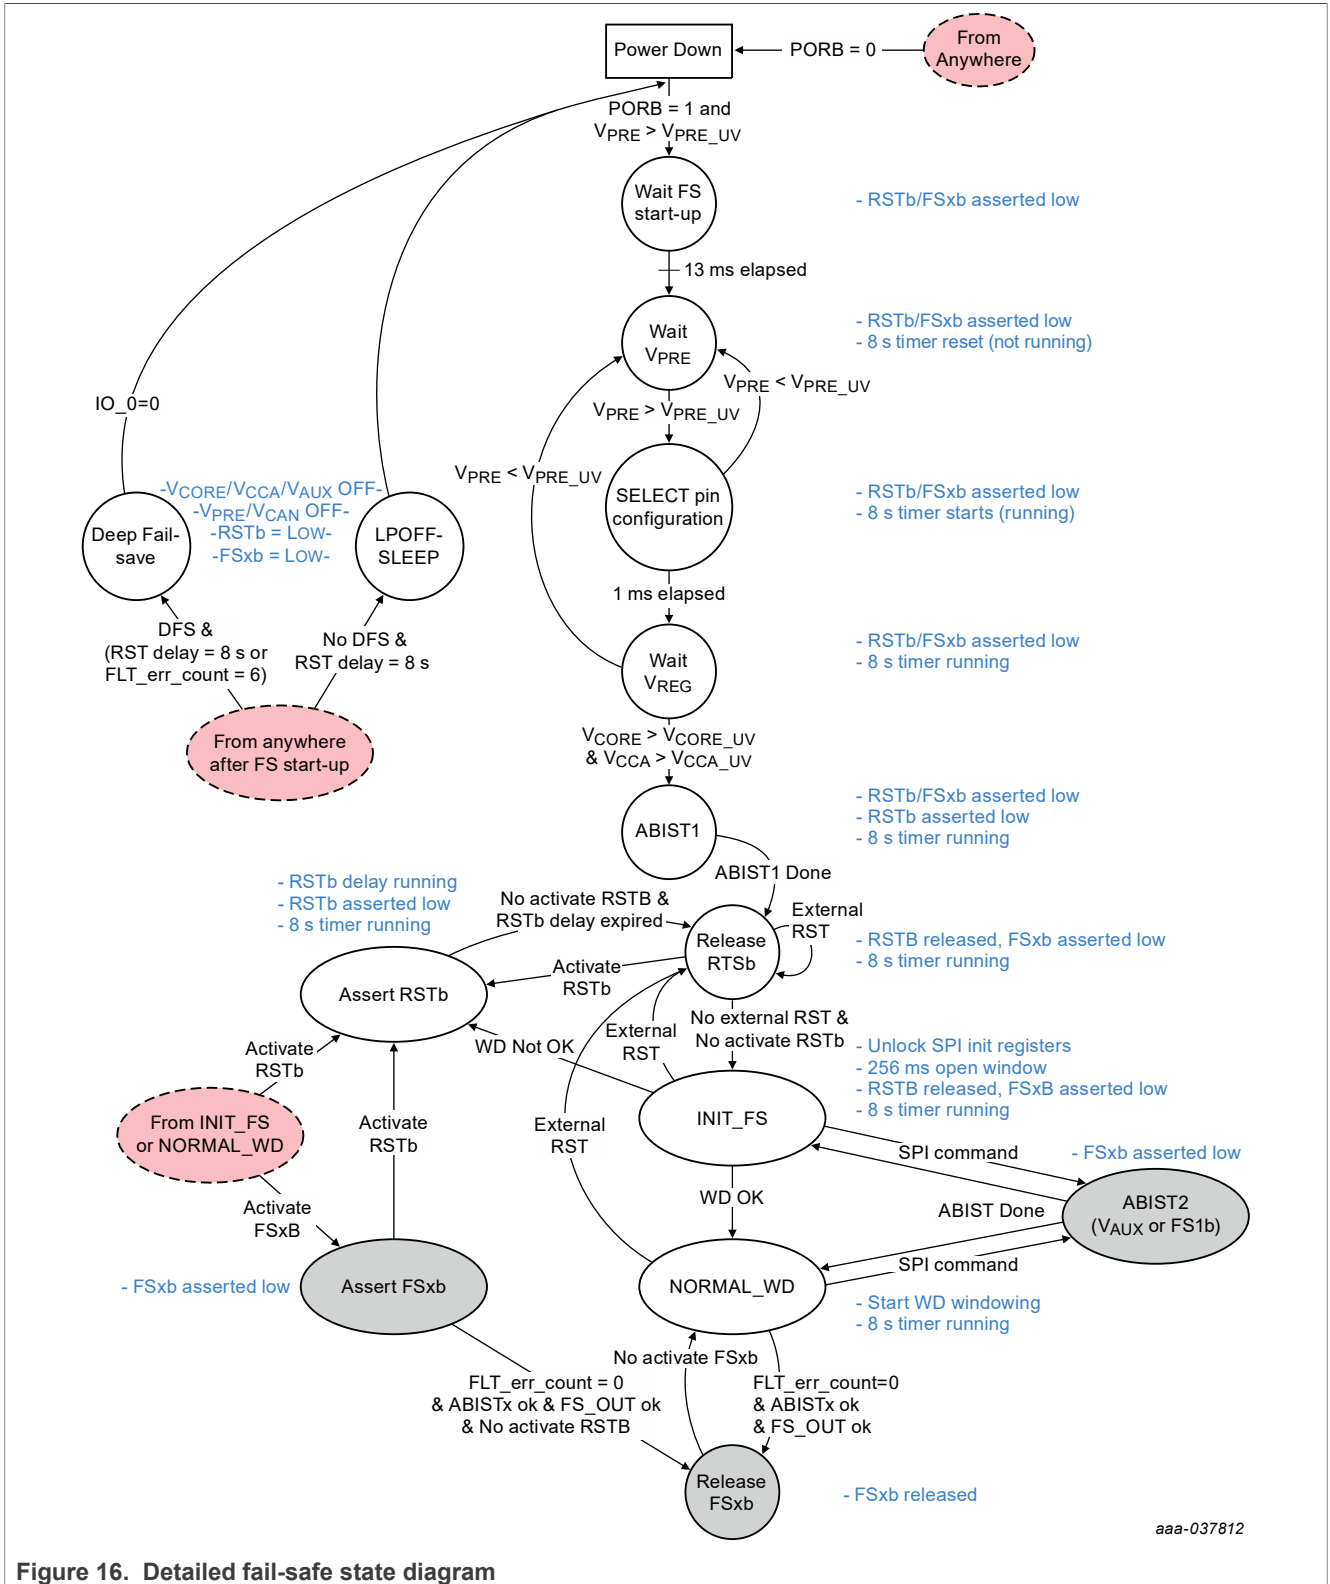 Power Down
PORB = 0
From
Anywhere
PORB = 1 and
VPRE > VPRE_UV
Wait FS
start-up
- RSTb/FSxb asserted low
13 ms elapsed
Wait
VPRE
- RSTb/FSxb asserted low
- 8 s timer reset (not running)
VPRE < VPRE_UV
IO_0=0
VPRE > VPRE_UV
VPRE < VPRE_UV
SELECT pin
configuration
- RSTb/FSxb asserted low
- 8 s timer starts (running)
-VCORE/VCCA/VAUX OFF-
-VPRE/VCAN OFF-
-RSTb = LOW-
-FSxb = LOW-
Deep Fail-
save
LPOFF-
SLEEP
1 ms elapsed
DFS &
(RST delay = 8 s or
FLT_err_count = 6)
No DFS &
RST delay = 8 s
Wait
VREG
- RSTb/FSxb asserted low
- 8 s timer running
From anywhere
after FS start-up
VCORE > VCORE_UV
& VCCA > VCCA_UV
ABIST1
- RSTb/FSxb asserted low
- RSTb asserted low
- 8 s timer running
ABIST1 Done
- RSTb delay running
- RSTb asserted low
- 8 s timer running
No activate RSTB &
RSTb delay expired
External
RST
Release
RTSb
- RSTB released, FSxb asserted low
- 8 s timer running
Activate
RSTb
Assert RSTb
No external RST &
No activate RSTb
External
RST
WD Not OK
- Unlock SPI init registers
- 256 ms open window
- RSTB released, FSxB asserted low
- 8 s timer running
Activate
RSTb
INIT_FS
From INIT_FS
or NORMAL_WD
Activate
RSTb
External
RST
SPI command
- FSxb asserted low
WD OK
ABIST Done
ABIST2
(VAUX or FS1b)
Activate
FSxB
SPI command
- FSxb asserted low
Assert FSxb
NORMAL_WD
- Start WD windowing
- 8 s timer running
No activate FSxb
FLT_err_count = 0
& ABISTx ok & FS_OUT ok
& No activate RSTB
FLT_err_count=0
& ABISTx ok
& FS_OUT ok
Release
FSxb
- FSxb released
aaa-037812
Figure 16. Detailed fail-safe state diagram